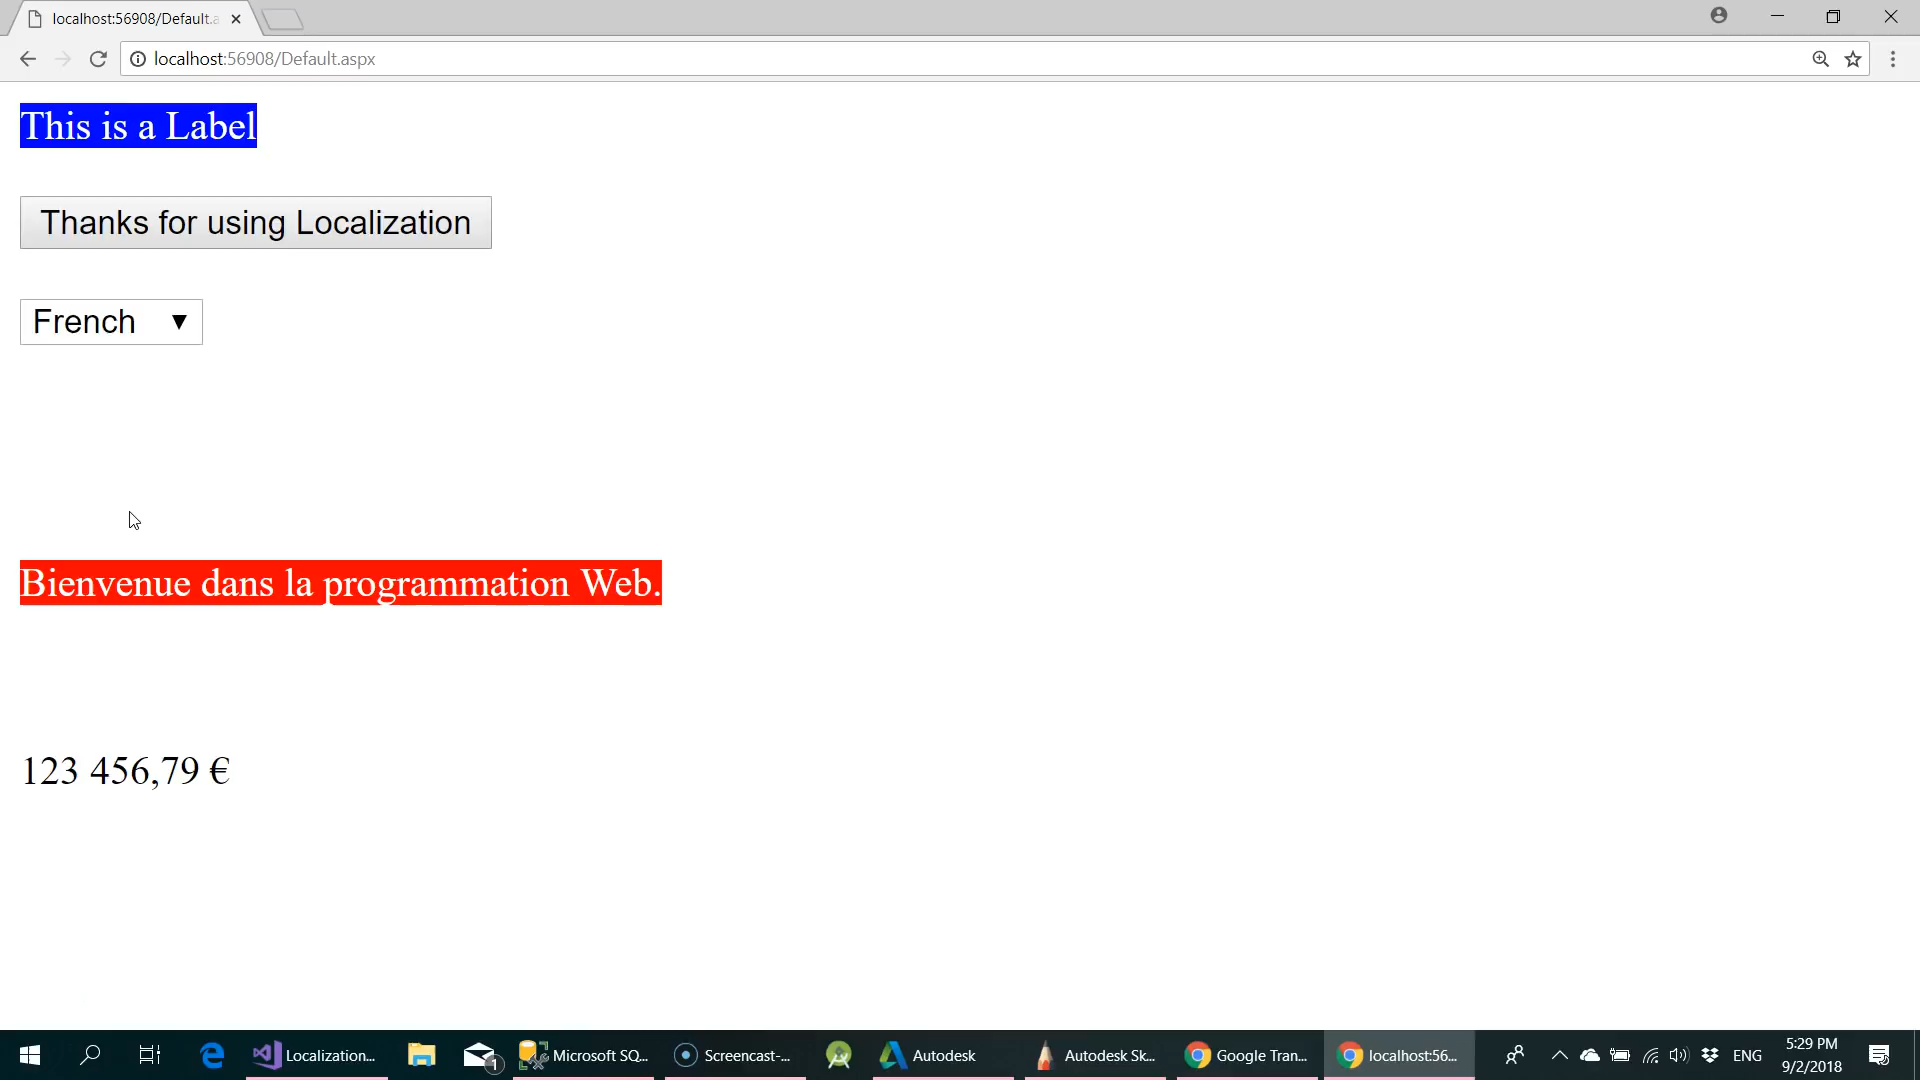 localhost:56908/Default.a
localhost:56908/Default.aspx
This is a Label
Thanks for using Localization
French
Bienvenue dans la programmation Web.
123 456,79 €
Localization...
1
Microsoft SQ...
Screencast-...
Autodesk
Autodesk Sk...
Google Tran...
localhost:56...
ENG
5:29 PM
9/2/2018